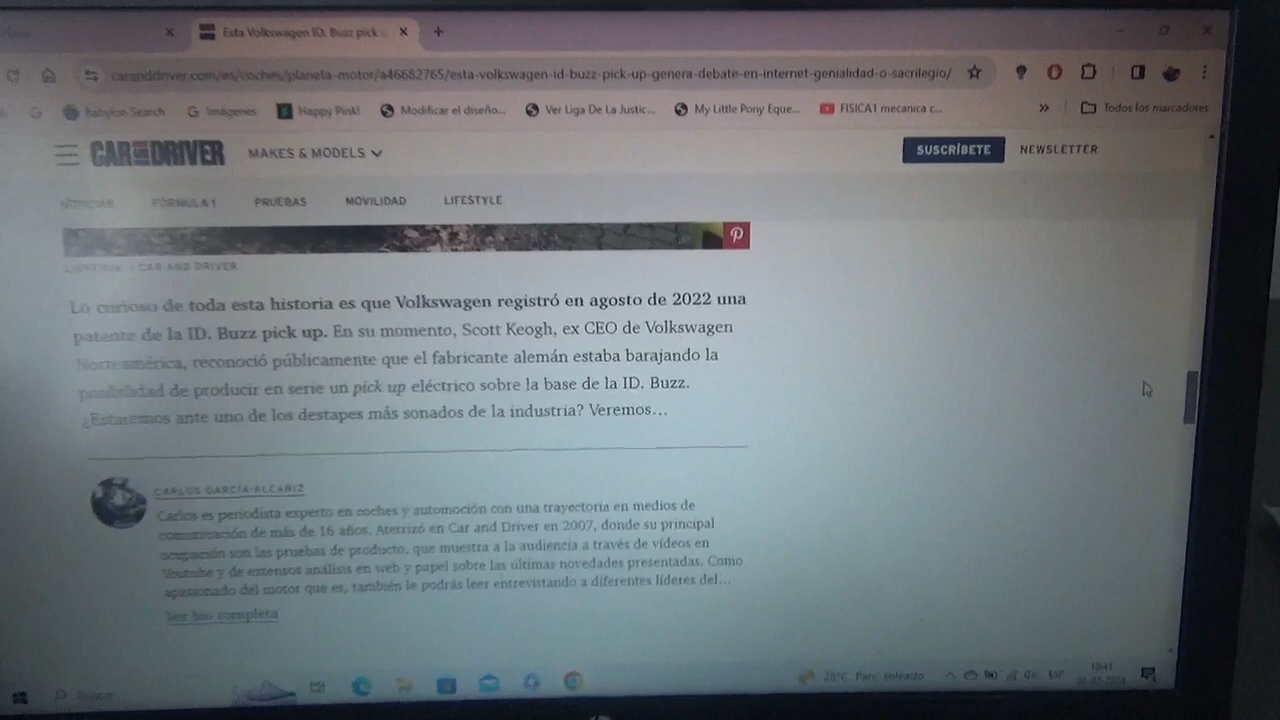 Esta Volkswagen ID. Buzz pick
caranddriver.com/es/coches/planeta-motor/a46682765/esta-volkswagen-id-buzz-pick-up-genera-debate-en-internet-genialidad-o-sacrilegio/
Babylon Search Imágenes Happy Pink! Modificar el diseño... Ver Liga De La Justic... My Little Pony Eque... FISICA1 mecanica c... » Todos los marcadores
CAR AND DRIVER MAKES & MODELS SUSCRÍBETE NEWSLETTER
NOTICIAS FÓRMULA 1 PRUEBAS MOVILIDAD LIFESTYLE
CAR AND DRIVER
Lo curioso de toda esta historia es que Volkswagen registró en agosto de 2022 una
patente de la ID. Buzz pick up. En su momento, Scott Keogh, ex CEO de Volkswagen
Norteamérica, reconoció públicamente que el fabricante alemán estaba barajando la
posibilidad de producir en serie un pick up eléctrico sobre la base de la ID. Buzz.
¿Estaremos ante uno de los destapes más sonados de la industria? Veremos...
CARLOS GARCÍA-ALCAÑIZ
Carlos es periodista experto en coches y automoción con una trayectoria en medios de
comunicación de más de 16 años. Aterrizó en Car and Driver en 2007, donde su principal
ocupación son las pruebas de producto, que muestra a la audiencia a través de vídeos en
Youtube y de extensos análisis en web y papel sobre las últimas novedades presentadas. Como
apasionado del motor que es, también le podrás leer entrevistando a diferentes líderes del...
Leer bio completa
Buscar 28°C Parc. soleado ESP 18:41